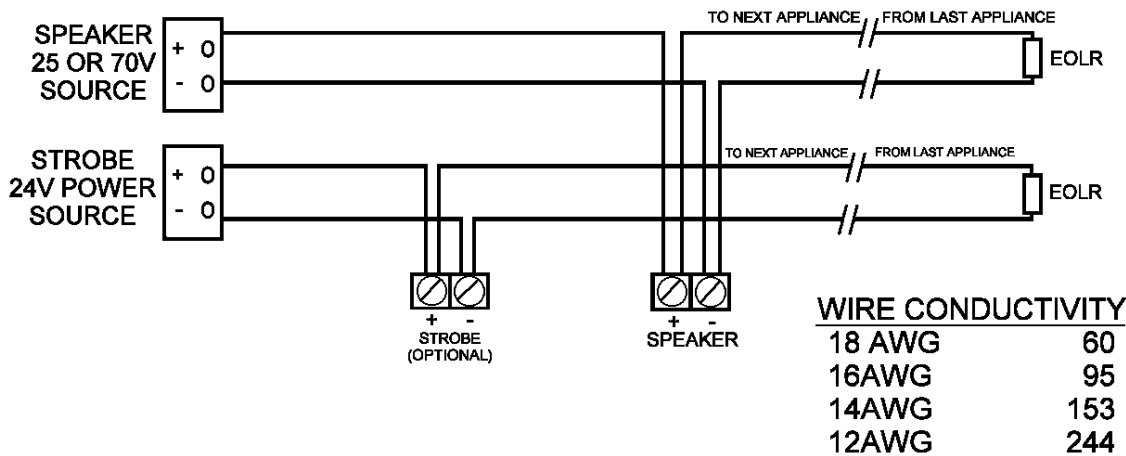 SPEAKER
25 OR 70V
SOURCE
+ O
- O
TO NEXT APPLIANCE
FROM LAST APPLIANCE
EOLR
STROBE
24V POWER
SOURCE
+ O
- O
TO NEXT APPLIANCE
FROM LAST APPLIANCE
EOLR
+ -
STROBE
(OPTIONAL)
+ -
SPEAKER
WIRE CONDUCTIVITY
18 AWG 60
16AWG 95
14AWG 153
12AWG 244